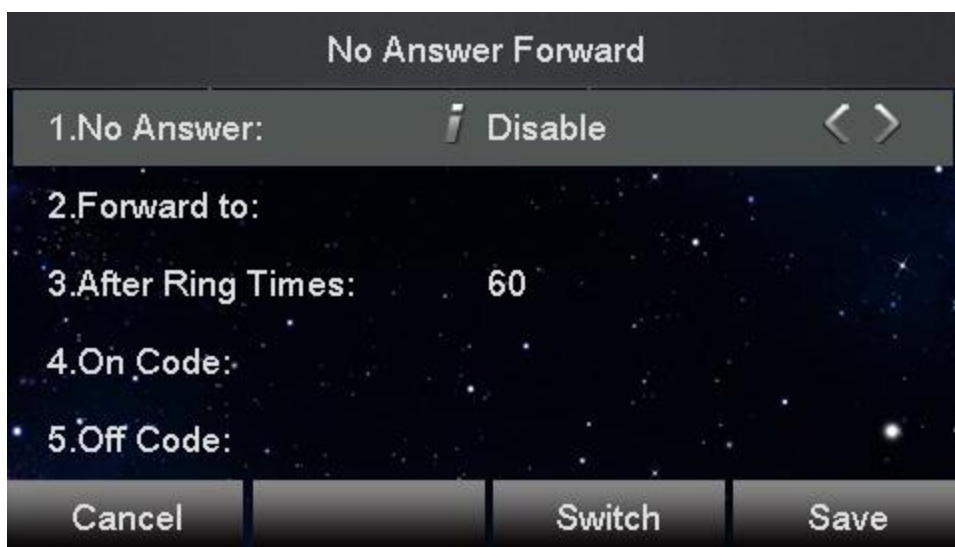 No Answer Forward
1.No Answer: i Disable
2.Forward to:
3.After Ring Times: 60
4.On Code:
5.Off Code:
Cancel Switch Save